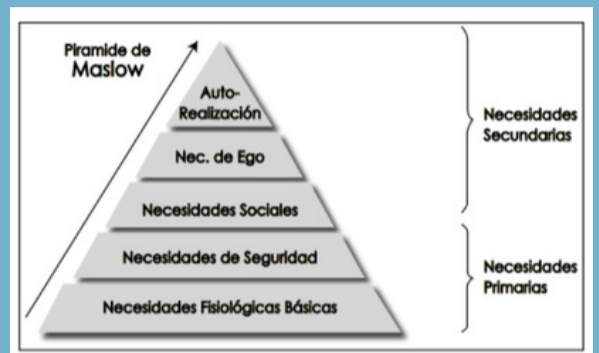 Piramide de
Maslow
Auto-
Realización
Nec. de Ego
Necesidades Sociales
Necesidades de Seguridad
Necesidades Fisiológicas Básicas
Necesidades
Secundarias
Necesidades
Primarias